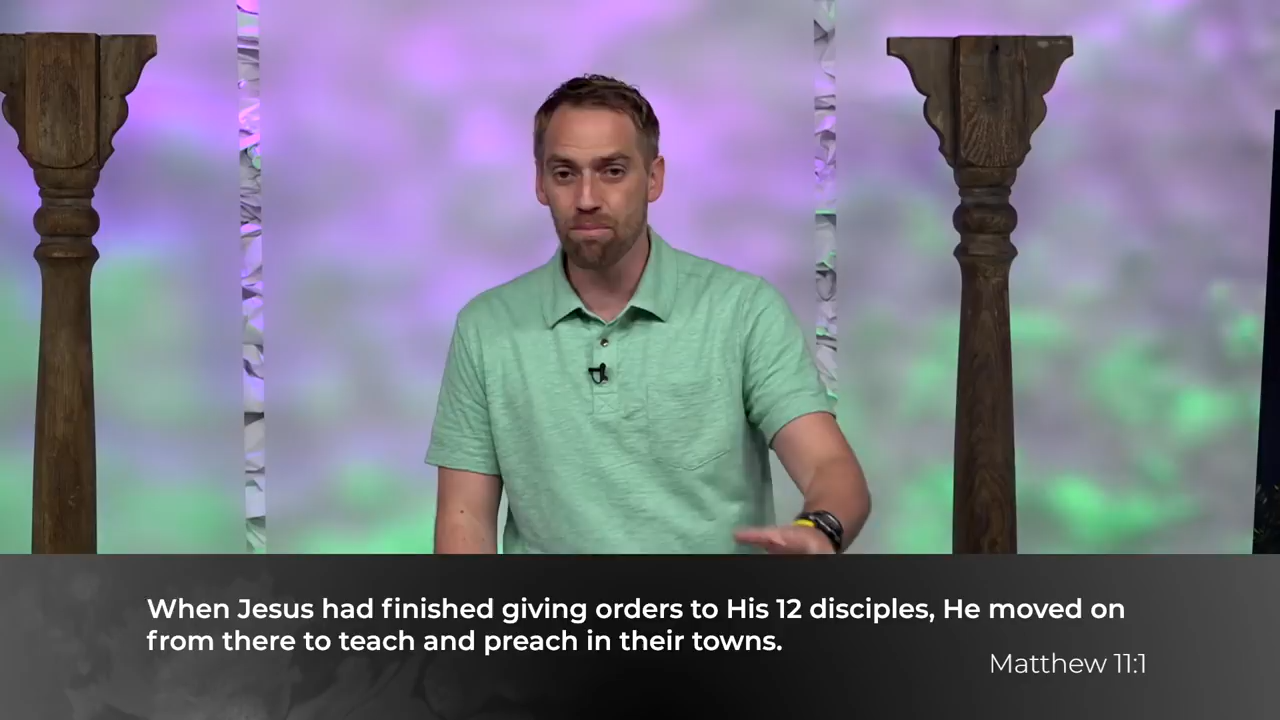 When Jesus had finished giving orders to His 12 disciples, He moved on
from there to teach and preach in their towns.
Matthew 11:1